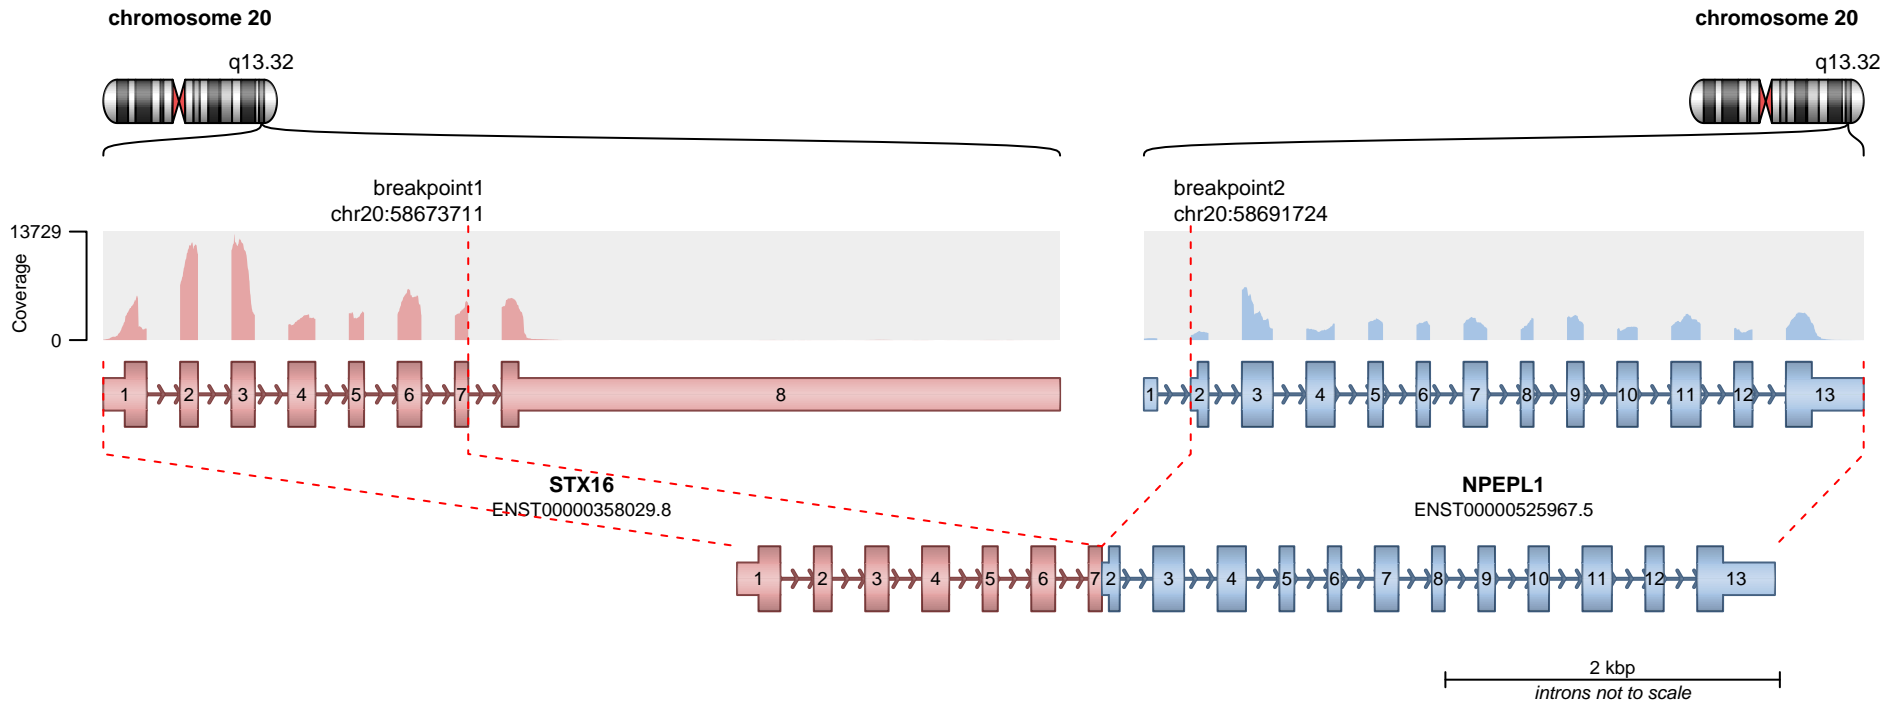 chromosome 20
chromosome 20
q13.32
q13.32
breakpoint1
chr20:58673711
breakpoint2
chr20:58691724
13729
Coverage
0
1 2 3 4 5 6 7 8
1 2 3 4 5 6 7 8 9 10 11 12 13
STX16
ENST00000358029.8
NPEPL1
ENST00000525967.5
1 2 3 4 5 6 7 2 3 4 5 6 7 8 9 10 11 12 13
2 kbp
introns not to scale